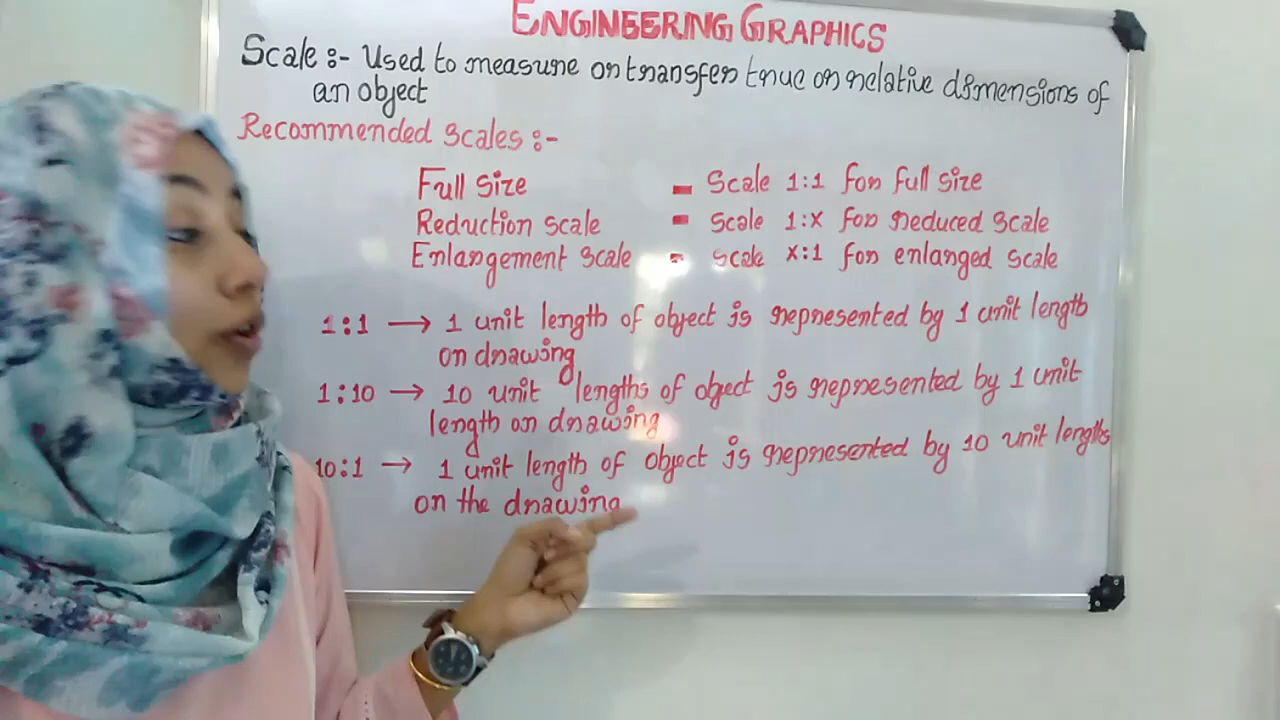 ENGINEERING GRAPHICS
Scale :- Used to measure or transfer true or relative dimensions of
an object
Recommended Scales :-
Full Size - Scale 1:1 for full size
Reduction scale - Scale 1:X for reduced scale
Enlargement scale - scale X:1 for enlarged scale
1:1 → 1 unit length of object is represented by 1 unit length
on drawing
1:10 → 10 unit lengths of object is represented by 1 unit
length on drawing
10:1 → 1 unit length of object is represented by 10 unit lengths
on the drawing